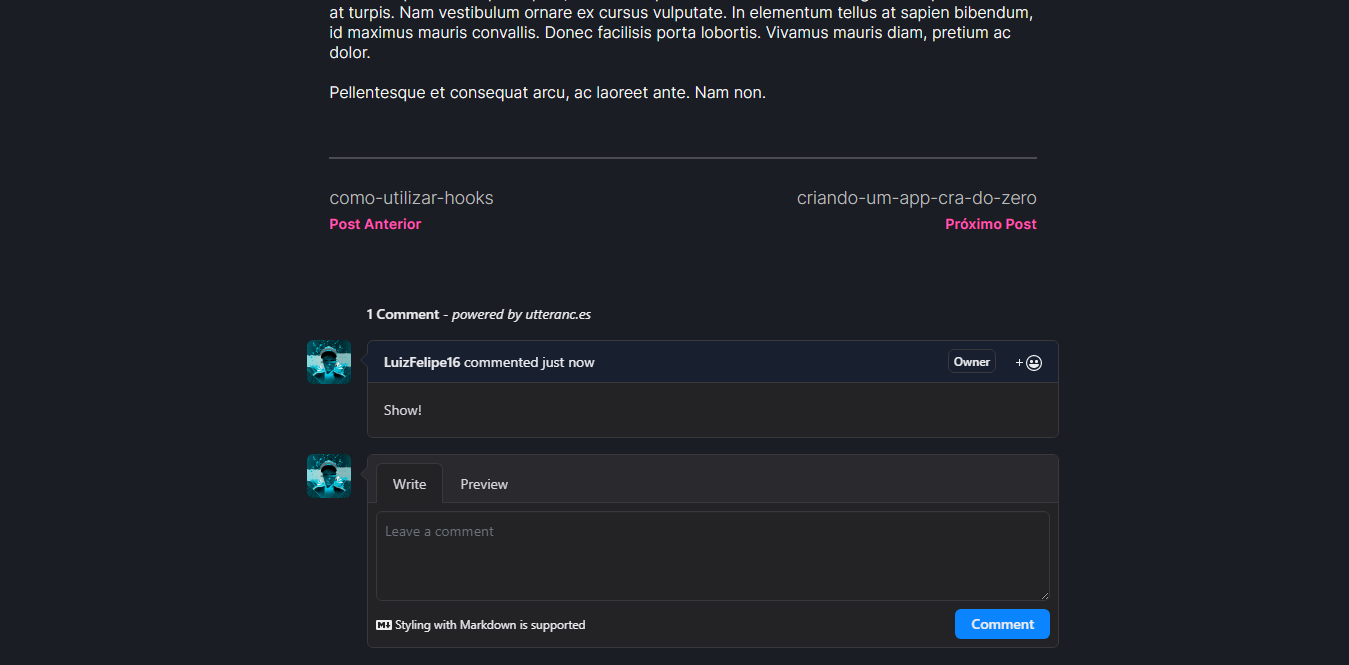 at turpis. Nam vestibulum ornare ex cursus vulputate. In elementum tellus at sapien bibendum,
id maximus mauris convallis. Donec facilisis porta lobortis. Vivamus mauris diam, pretium ac
dolor.
Pellentesque et consequat arcu, ac laoreet ante. Nam non.
como-utilizar-hooks
criando-um-app-cra-do-zero
Post Anterior
Próximo Post
1 Comment - powered by utteranc.es
LuizFelipe16 commented just now
Owner
+
Show!
Write
Preview
Leave a comment
M
Styling with Markdown is supported
Comment